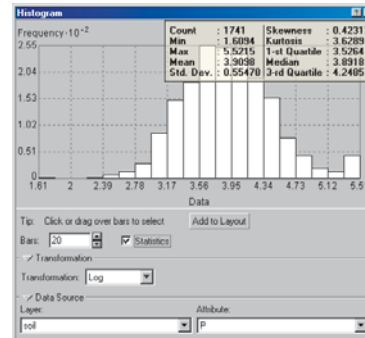 Histogram
Frequency·10⁻²
Count : 1741 Skewness : 0.4231
Min : 1.6094 Kurtosis : 3.6289
Max : 5.5215 1-st Quartile : 3.5264
Mean : 3.9098 Median : 3.8918
Std. Dev. : 0.55478 3-rd Quartile : 4.2485
2.55
2.04
1.53
1.02
0.51
0
1.61 2 2.39 2.78 3.17 3.56 3.95 4.34 4.73 5.12 5.5
Data
Tip: Click or drag over bars to select Add to Layout
Bars: 20 Statistics
Transformation
Transformation: Log
Data Source
Layer: Attribute:
soil P